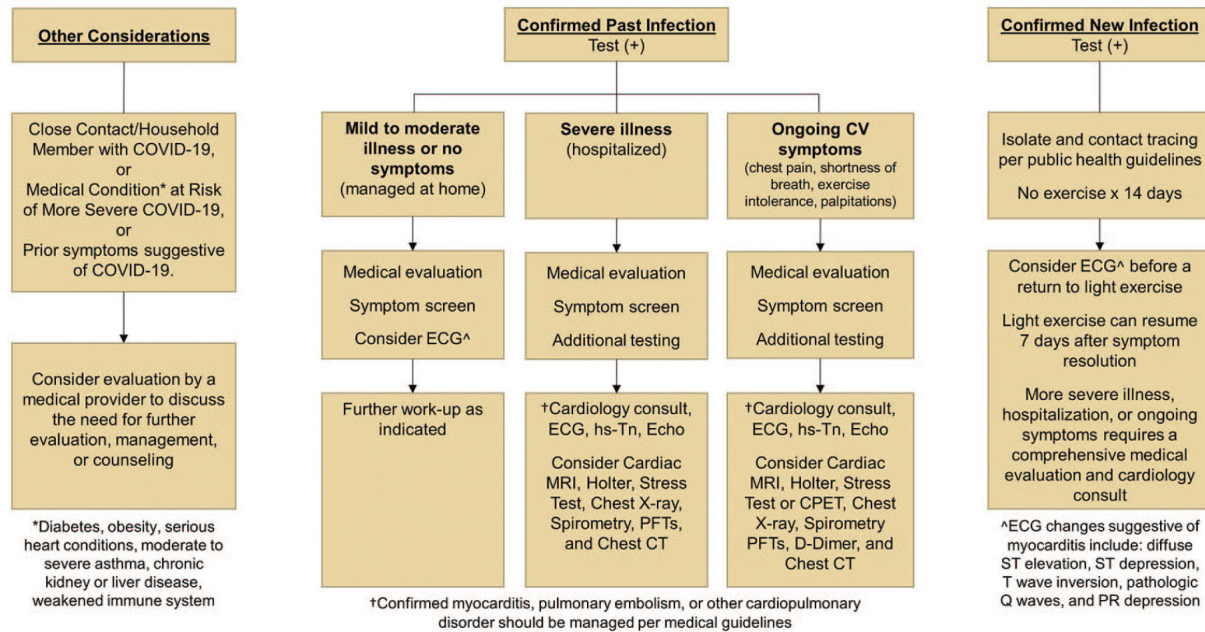 Other Considerations
Close Contact/Household
Member with COVID-19,
or
Medical Condition* at Risk
of More Severe COVID-19,
or
Prior symptoms suggestive
of COVID-19.
Consider evaluation by a
medical provider to discuss
the need for further
evaluation, management,
or counseling
*Diabetes, obesity, serious
heart conditions, moderate to
severe asthma, chronic
kidney or liver disease,
weakened immune system
Confirmed Past Infection
Test (+)
Mild to moderate
illness or no
symptoms
(managed at home)
Medical evaluation
Symptom screen
Consider ECG^
Further work-up as
indicated
Severe illness
(hospitalized)
Medical evaluation
Symptom screen
Additional testing
†Cardiology consult,
ECG, hs-Tn, Echo
Consider Cardiac
MRI, Holter, Stress
Test, Chest X-ray,
Spirometry, PFTs,
and Chest CT
Ongoing CV
symptoms
(chest pain, shortness of
breath, exercise
intolerance, palpitations)
Medical evaluation
Symptom screen
Additional testing
†Cardiology consult,
ECG, hs-Tn, Echo
Consider Cardiac
MRI, Holter, Stress
Test or CPET, Chest
X-ray, Spirometry
PFTs, D-Dimer, and
Chest CT
†Confirmed myocarditis, pulmonary embolism, or other cardiopulmonary
disorder should be managed per medical guidelines
Confirmed New Infection
Test (+)
Isolate and contact tracing
per public health guidelines
No exercise x 14 days
Consider ECG^ before a
return to light exercise
Light exercise can resume
7 days after symptom
resolution
More severe illness,
hospitalization, or ongoing
symptoms requires a
comprehensive medical
evaluation and cardiology
consult
^ECG changes suggestive of
myocarditis include: diffuse
ST elevation, ST depression,
T wave inversion, pathologic
Q waves, and PR depression